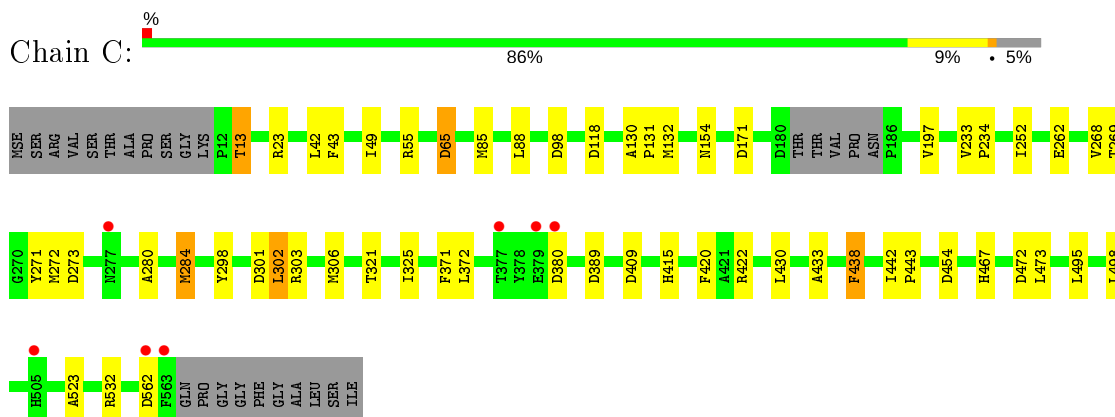 %
Chain C:
86% 9% • 5%
MSE SER ARG VAL SER THR ALA PRO SER GLY LYS P12 T13 R23 L42 F43 I49 R55 D65 M85 L88 D98 D118 A130 P131 M132 N154 D171 D180 THR THR VAL PRO ASN P186 V197 V233 P234 I252 E262 V268 T269
G270 Y271 M272 D273 N277 A280 M284 Y298 D301 L302 R303 M306 T321 I325 F371 L372 T377 Y378 E379 D380 D389 D409 H415 F420 A421 R422 L430 A433 F438 I442 P443 D454 H467 D472 L473 L495 L498
H505 A523 R532 D562 F563 GLN PRO GLY GLY PHE GLY ALA LEU SER ILE